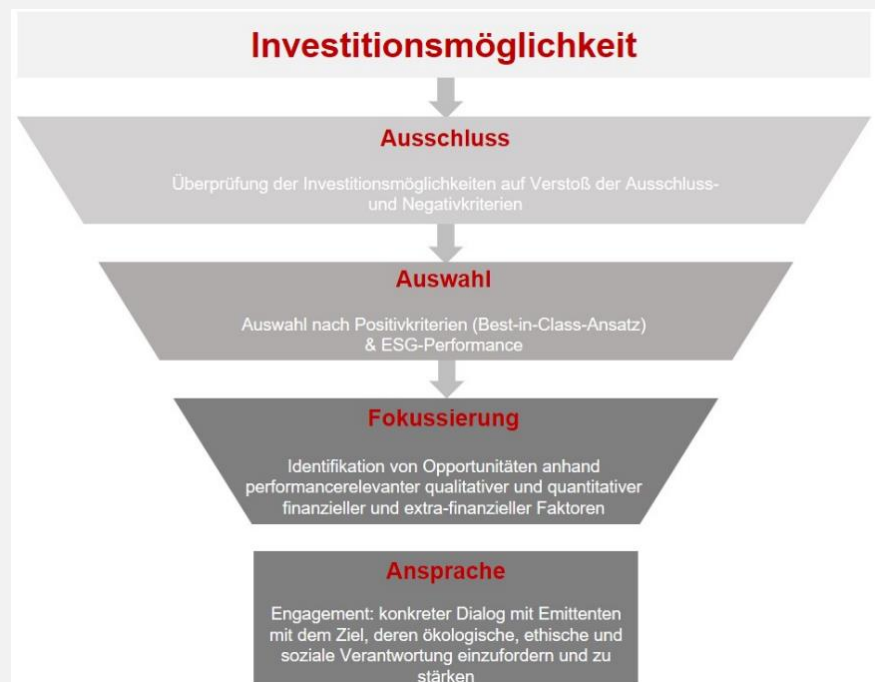 Investitionsmöglichkeit
Ausschluss
Überprüfung der Investitionsmöglichkeiten auf Verstoß der Ausschluss-
und Negativkriterien
Auswahl
Auswahl nach Positivkriterien (Best-in-Class-Ansatz)
& ESG-Performance
Fokussierung
Identifikation von Opportunitäten anhand
performancerelevanter qualitativer und quantitativer
finanzieller und extra-finanzieller Faktoren
Ansprache
Engagement: konkreter Dialog mit Emittenten
mit dem Ziel, deren ökologische, ethische und
soziale Verantwortung einzufordern und zu
stärken